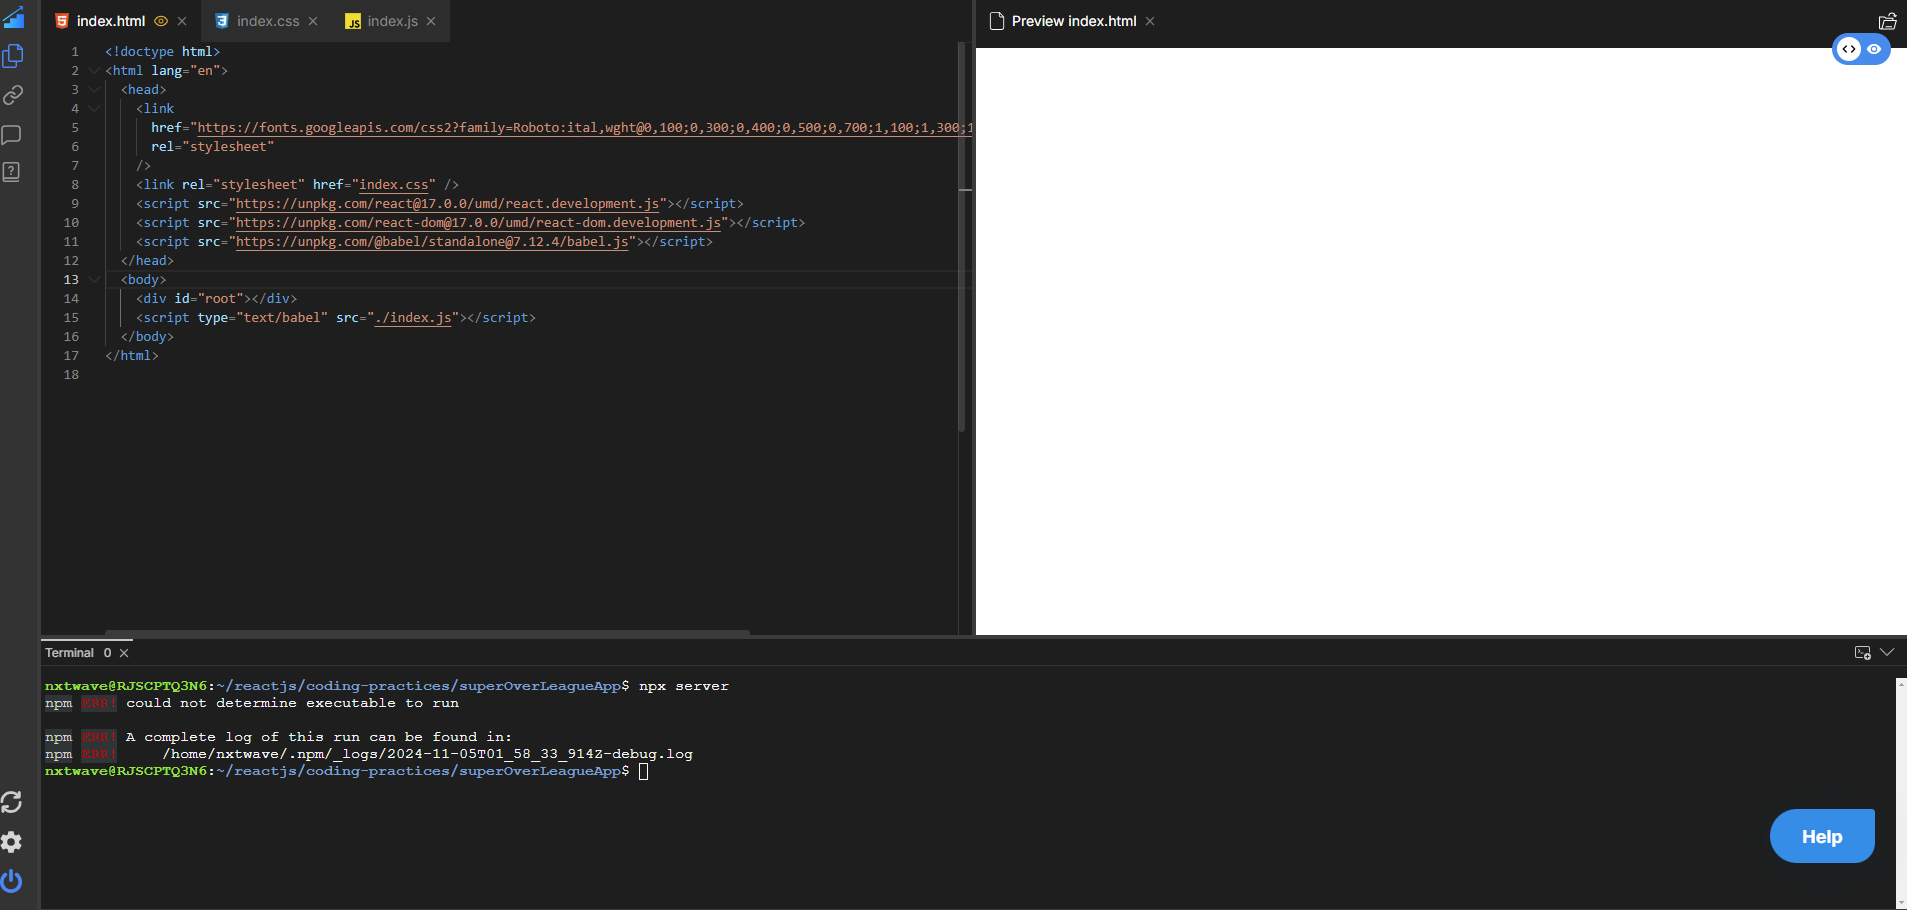 index.html
index.css
JS index.js
Preview index.html
1 <!doctype html>
2 <html lang="en">
3 <head>
4 <link
5 href="https://fonts.googleapis.com/css2?family=Roboto:ital,wght@0,100;0,300;0,400;0,500;0,700;1,100;1,300;1
6 rel="stylesheet"
7 />
8 <link rel="stylesheet" href="index.css" />
9 <script src="https://unpkg.com/react@17.0.0/umd/react.development.js"></script>
10 <script src="https://unpkg.com/react-dom@17.0.0/umd/react-dom.development.js"></script>
11 <script src="https://unpkg.com/@babel/standalone@7.12.4/babel.js"></script>
12 </head>
13 <body>
14 <div id="root"></div>
15 <script type="text/babel" src="./index.js"></script>
16 </body>
17 </html>
18
Terminal 0
nxtwave@RJSCPTQ3N6:~/reactjs/coding-practices/superOverLeagueApp$ npx server
npm ERR! could not determine executable to run
npm ERR! A complete log of this run can be found in:
npm ERR! /home/nxtwave/.npm/_logs/2024-11-05T01_58_33_914Z-debug.log
nxtwave@RJSCPTQ3N6:~/reactjs/coding-practices/superOverLeagueApp$
Help